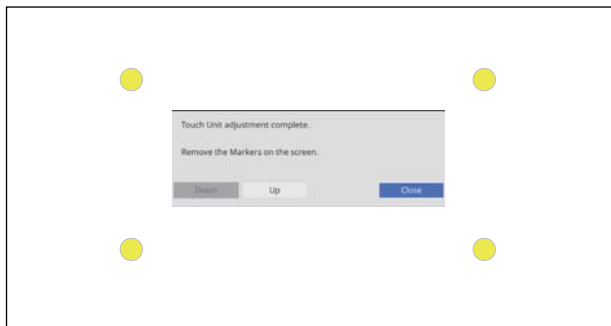 Touch Unit adjustment complete.
Remove the Markers on the screen.
Down Up Close